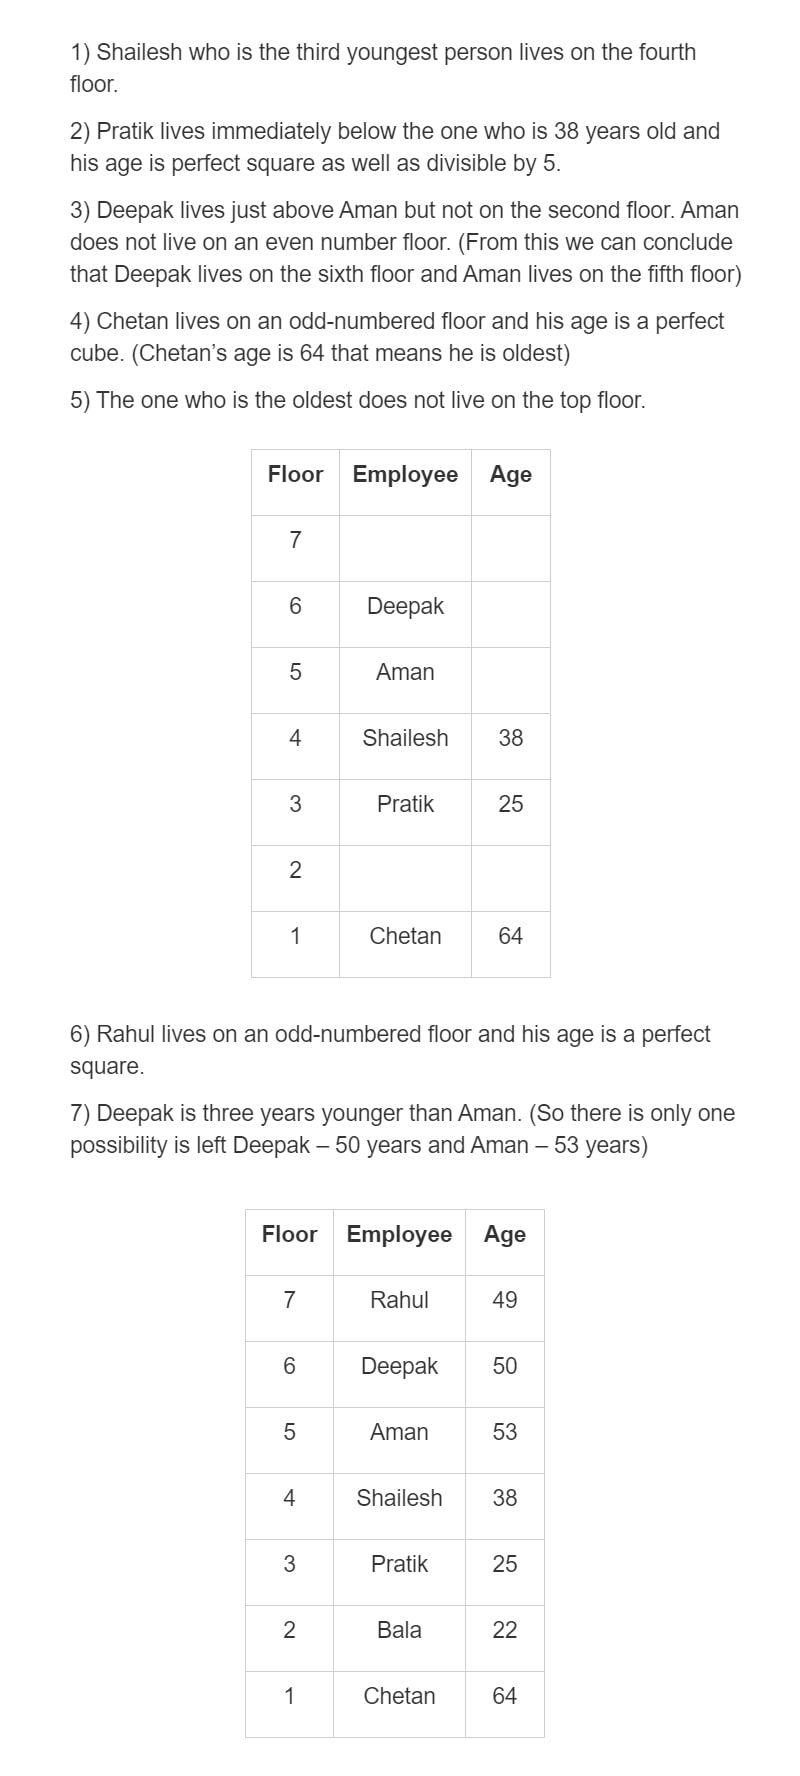 1) Shailesh who is the third youngest person lives on the fourth
floor.
2) Pratik lives immediately below the one who is 38 years old and
his age is perfect square as well as divisible by 5.
3) Deepak lives just above Aman but not on the second floor. Aman
does not live on an even number floor. (From this we can conclude
that Deepak lives on the sixth floor and Aman lives on the fifth floor)
4) Chetan lives on an odd-numbered floor and his age is a perfect
cube. (Chetan’s age is 64 that means he is oldest)
5) The one who is the oldest does not live on the top floor.
Floor Employee Age
7
6 Deepak
5 Aman
4 Shailesh 38
3 Pratik 25
2
1 Chetan 64
6) Rahul lives on an odd-numbered floor and his age is a perfect
square.
7) Deepak is three years younger than Aman. (So there is only one
possibility is left Deepak – 50 years and Aman – 53 years)
Floor Employee Age
7 Rahul 49
6 Deepak 50
5 Aman 53
4 Shailesh 38
3 Pratik 25
2 Bala 22
1 Chetan 64